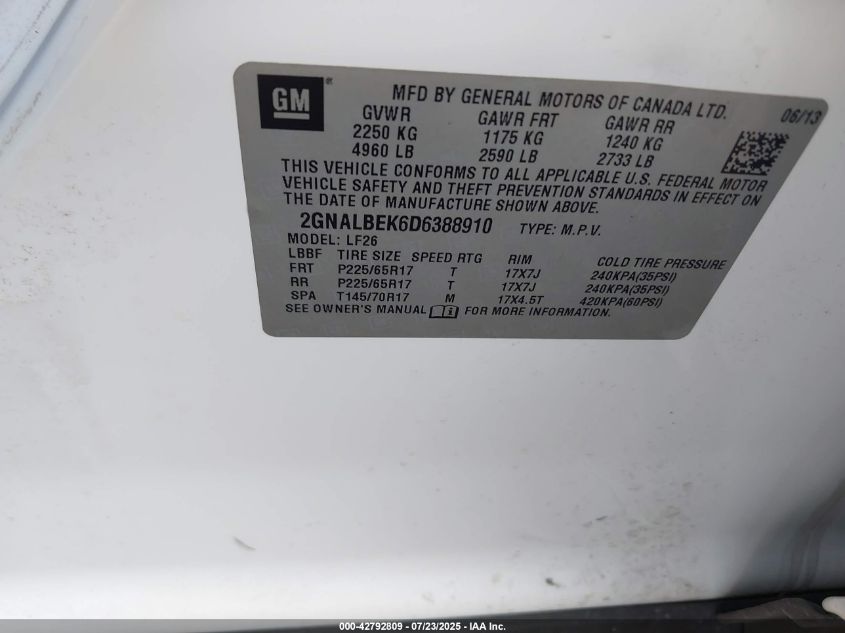 GM
MFD BY GENERAL MOTORS OF CANADA LTD. 06/13
GVWR GAWR FRT GAWR RR
2250 KG 1175 KG 1240 KG
4960 LB 2590 LB 2733 LB
THIS VEHICLE CONFORMS TO ALL APPLICABLE U.S. FEDERAL MOTOR
VEHICLE SAFETY AND THEFT PREVENTION STANDARDS IN EFFECT ON
THE DATE OF MANUFACTURE SHOWN ABOVE.
2GNALBEK6D6388910 TYPE: M.P.V.
MODEL: LF26
LBBF TIRE SIZE SPEED RTG RIM COLD TIRE PRESSURE
FRT P225/65R17 T 17X7J 240KPA(35PSI)
RR P225/65R17 T 17X7J 240KPA(35PSI)
SPA T145/70R17 M 17X4.5T 420KPA(60PSI)
SEE OWNER'S MANUAL FOR MORE INFORMATION.
000-42792809 - 07/23/2025 - IAA Inc.